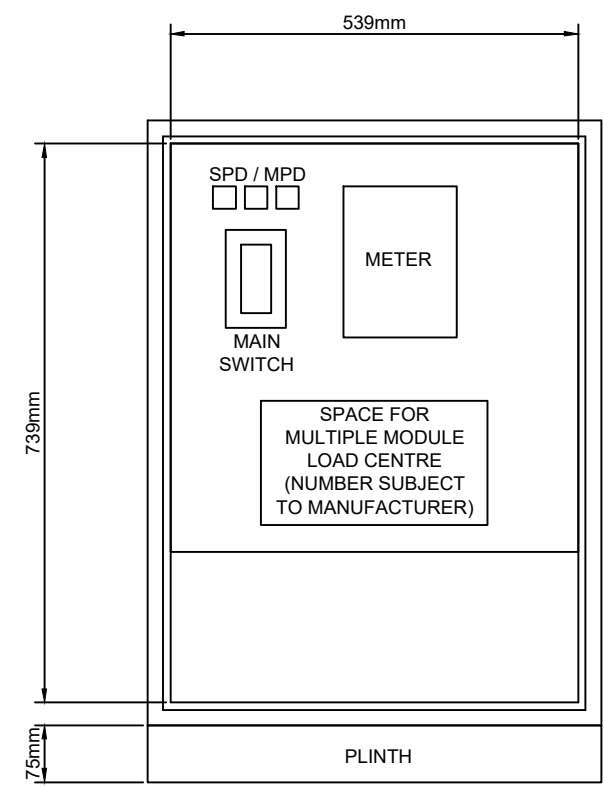 539mm
SPD / MPD
METER
MAIN
SWITCH
739mm
SPACE FOR
MULTIPLE MODULE
LOAD CENTRE
(NUMBER SUBJECT
TO MANUFACTURER)
75mm
PLINTH